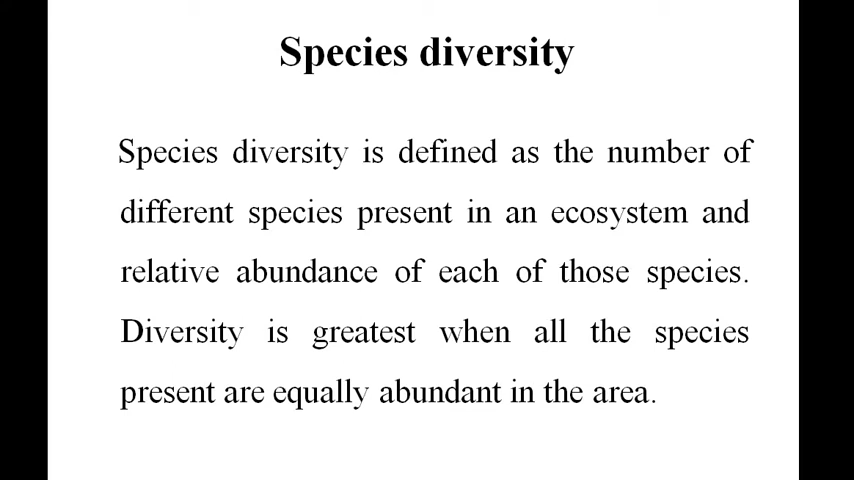 Species diversity
Species diversity is defined as the number of
different species present in an ecosystem and
relative abundance of each of those species.
Diversity is greatest when all the species
present are equally abundant in the area.